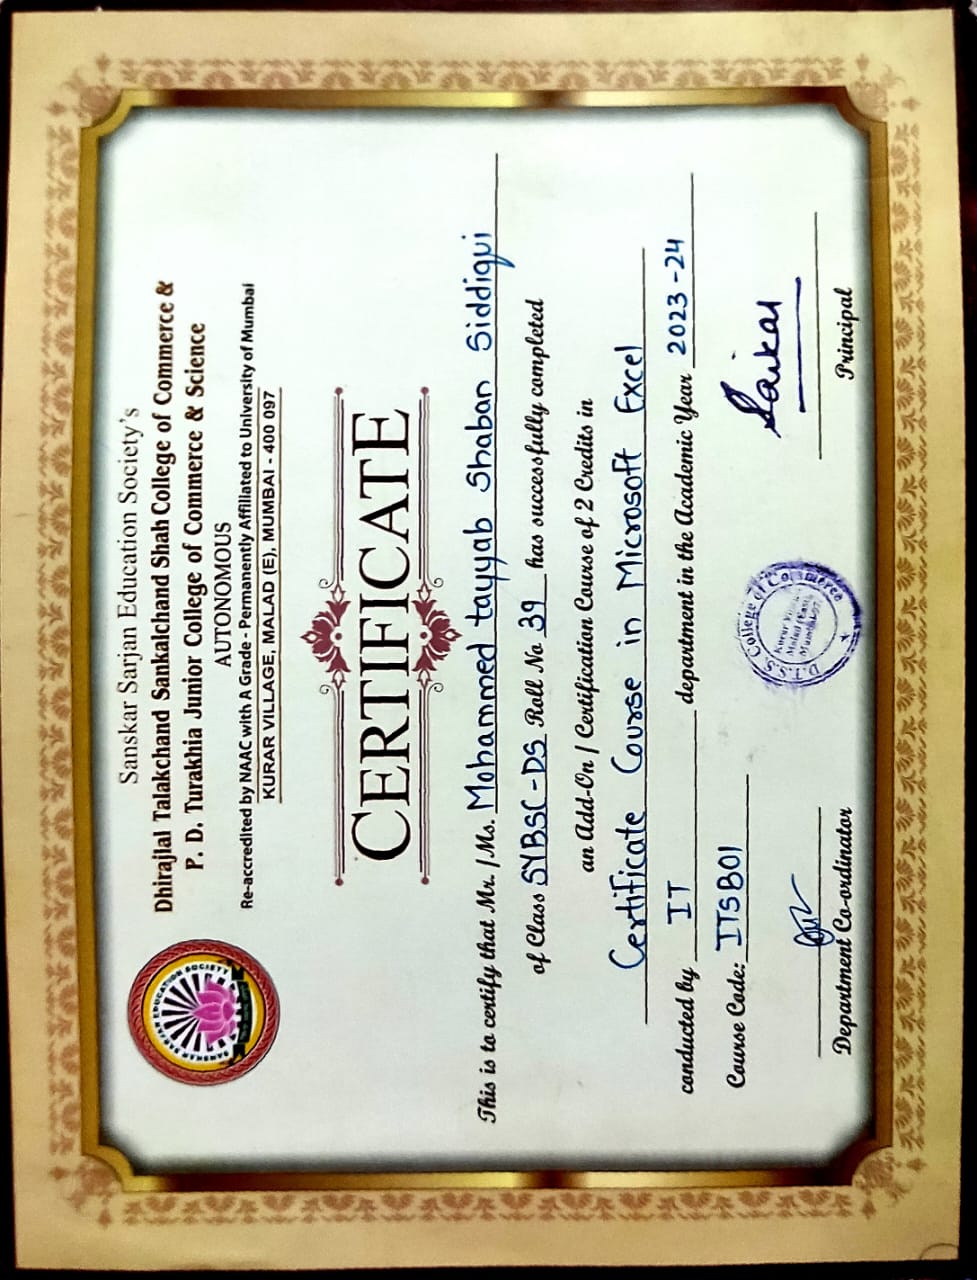 Sanskar Sarjan Education Society's
Dhirajlal Talakchand Sankalchand Shah College of Commerce &
P. D. Turakhia Junior College of Commerce & Science
AUTONOMOUS
Re-accredited by NAAC with A Grade - Permanently Affiliated to University of Mumbai
KURAR VILLAGE, MALAD (E), MUMBAI - 400 097
SANSKAR SARJAN EDUCATION SOCIETY
CERTIFICATE
This is to certify that Mr. / Ms. Mohammed tayyab Shaban Siddiqui
of Class SYBSC-DS Roll No 39 has successfully completed
an Add-On / Certification Course of 2 Credits in
Certificate Course in Microsoft Excel
conducted by IT department in the Academic Year 2023-24
Course Code: ITSB01
D.T.S.S. College of Commerce
Kurar Village
Malad (East)
Department Co-ordinator
Principal